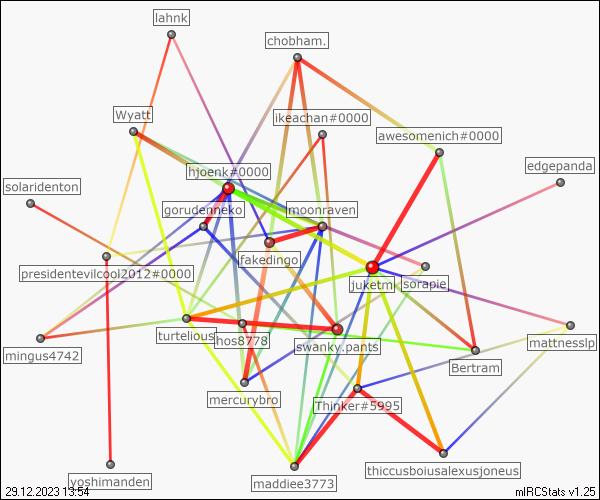 lahnk
chobham.
Wyatt
ikeachan#0000
awesomenich#0000
edgepanda
hjoenk#0000
solaridenton
gorudenneko
moonraven
fakedingo
presidentevilcool2012#0000
juketm
sorapie
turtelious
hos8778
swanky.pants
mattnesslp
mingus4742
Bertram
mercurybro
Thinker#5995
thiccusboiusalexusjoneus
yoshimanden
maddiee3773
29.12.2023 13:54
mIRCStats v1.25